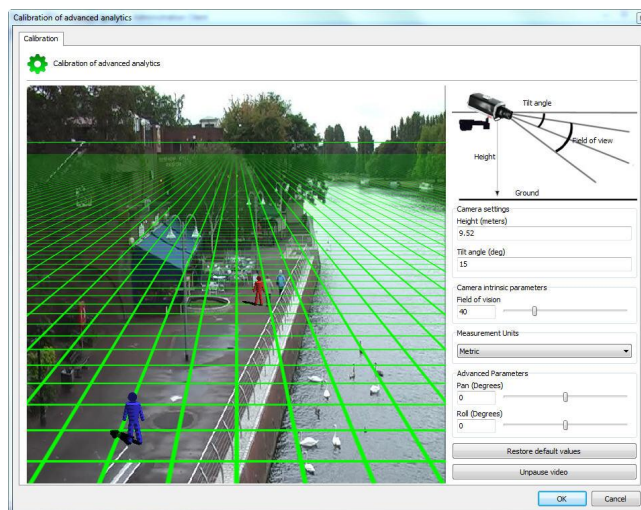 Calibration of advanced analytics
Calibration
Calibration of advanced analytics
Tilt angle
Field of view
Height
Ground
Camera settings
Height (meters)
9.52
Tilt angle (deg)
15
Camera intrinsic parameters
Field of vision
40
Measurement Units
Metric
Advanced Parameters
Pan (Degrees)
0
Roll (Degrees)
0
Restore default values
Unpause video
OK
Cancel